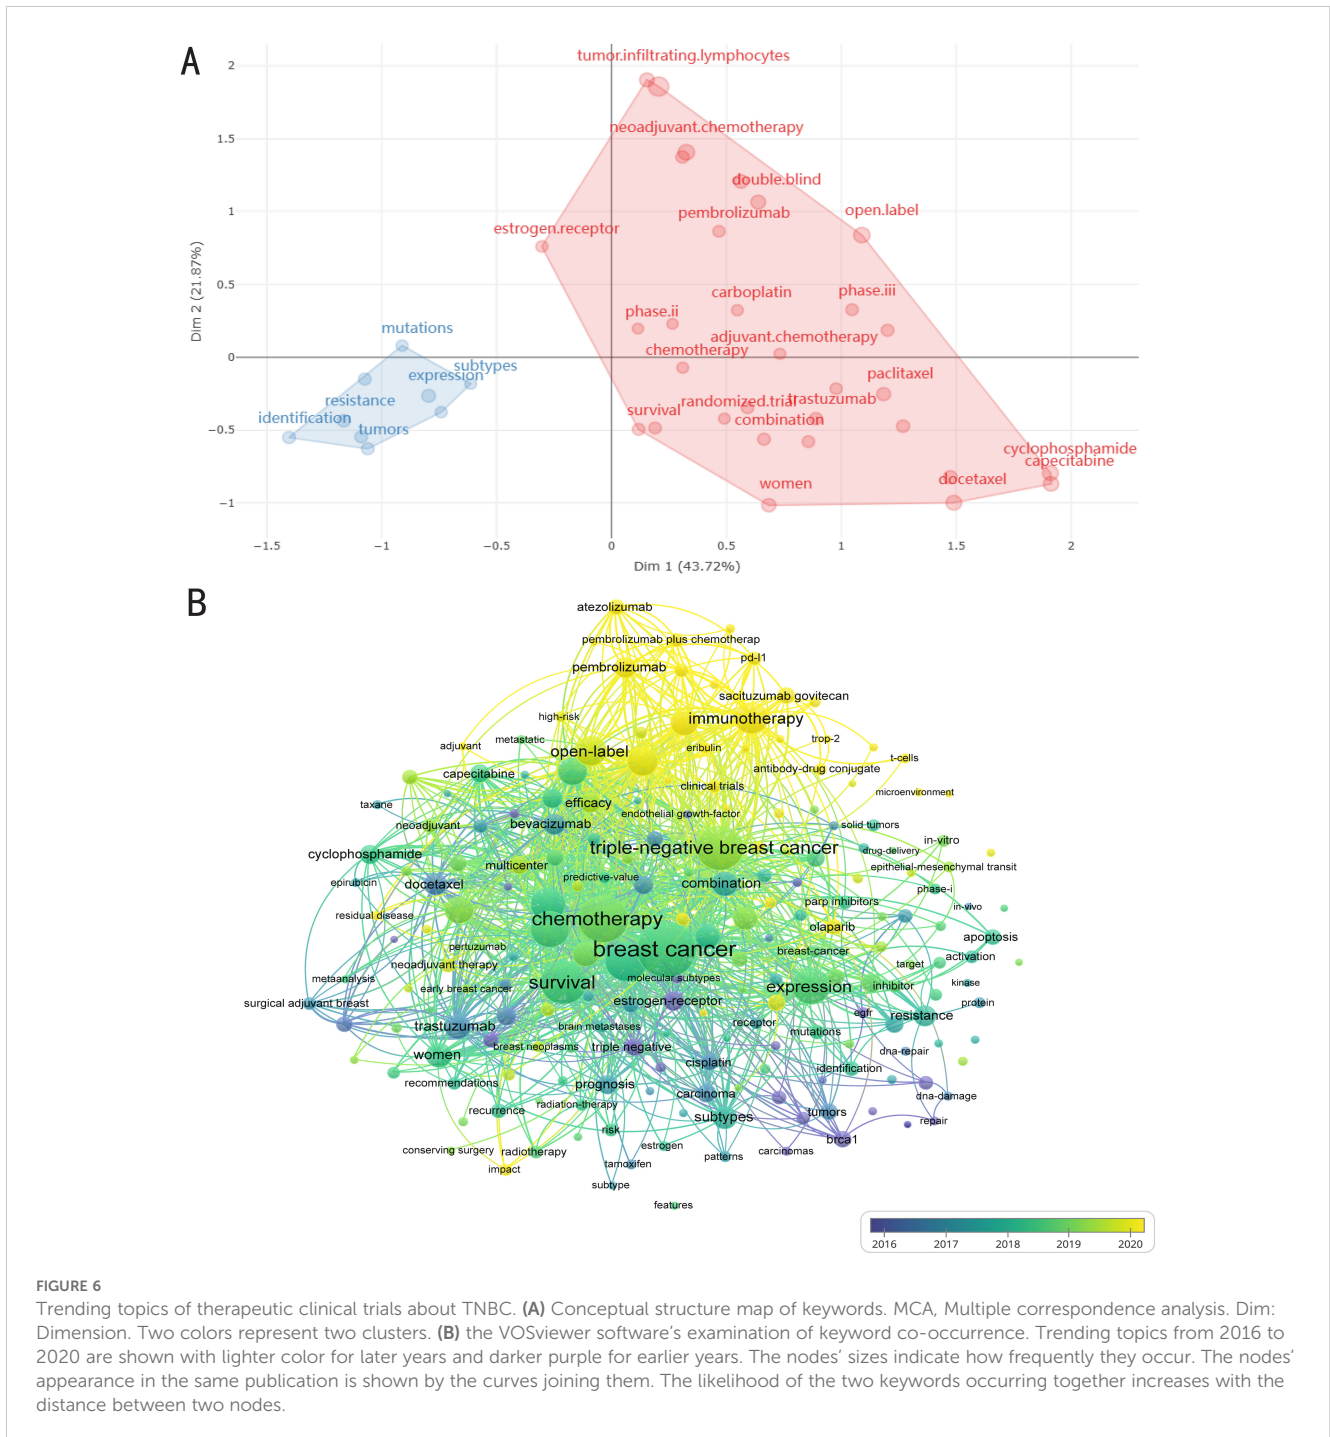 A
tumor.infiltrating.lymphocytes
2
1.5
neoadjuvant.chemotherapy
double.blind
1
pembrolizumab
open.label
estrogen.receptor
Dim 2 (21.87%)
0.5
carboplatin
phase.iii
phase.ii
mutations
adjuvant.chemotherapy
chemotherapy
0
subtypes
expression
paclitaxel
resistance
randomized.trial
trastuzumab
identification
survival
combination
tumors
−0.5
cyclophosphamide
capecitabine
docetaxel
women
−1
−1.5
−1
−0.5
0
0.5
1
1.5
2
Dim 1 (43.72%)
B
atezolizumab
pembrolizumab plus chemotherap
pd-l1
pembrolizumab
sacituzumab govitecan
high-risk
immunotherapy
metastatic
trop-2
adjuvant
open-label
eribulin
t-cells
capecitabine
antibody-drug conjugate
clinical trials
microenvironment
taxane
efficacy
endothelial growth-factor
neoadjuvant
bevacizumab
solid tumors
in-vitro
cyclophosphamide
triple-negative breast cancer
drug-delivery
multicenter
epithelial-mesenchymal transit
epirubicin
docetaxel
predictive-value
combination
phase-i
parp inhibitors
in-vivo
residual disease
chemotherapy
olaparib
apoptosis
pertuzumab
breast cancer
breast-cancer
activation
neoadjuvant therapy
target
metaanalysis
early breast cancer
survival
molecular subtypes
expression
inhibitor
kinase
surgical adjuvant breast
estrogen-receptor
protein
egfr
resistance
trastuzumab
brain metastases
receptor
mutations
women
breast neoplasms
triple negative
dna-repair
cisplatin
identification
recommendations
prognosis
carcinoma
dna-damage
recurrence
radiation-therapy
subtypes
tumors
repair
risk
brca1
conserving surgery
radiotherapy
estrogen
carcinomas
patterns
impact
tamoxifen
subtype
features
2016
2017
2018
2019
2020
FIGURE 6
Trending topics of therapeutic clinical trials about TNBC. (A) Conceptual structure map of keywords. MCA, Multiple correspondence analysis. Dim:
Dimension. Two colors represent two clusters. (B) the VOSviewer software's examination of keyword co-occurrence. Trending topics from 2016 to
2020 are shown with lighter color for later years and darker purple for earlier years. The nodes' sizes indicate how frequently they occur. The nodes'
appearance in the same publication is shown by the curves joining them. The likelihood of the two keywords occurring together increases with the
distance between two nodes.